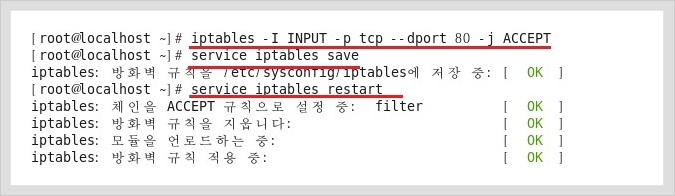 [root@localhost ~]# iptables -I INPUT -p tcp --dport 80 -j ACCEPT
[root@localhost ~]# service iptables save
iptables: 방화벽 규칙을 /etc/sysconfig/iptables에 저장 중: [  OK  ]
[root@localhost ~]# service iptables restart
iptables: 체인을 ACCEPT 규칙으로 설정 중:  filter [  OK  ]
iptables: 방화벽 규칙을 지웁니다: [  OK  ]
iptables: 모듈을 언로드하는 중: [  OK  ]
iptables: 방화벽 규칙 적용 중: [  OK  ]